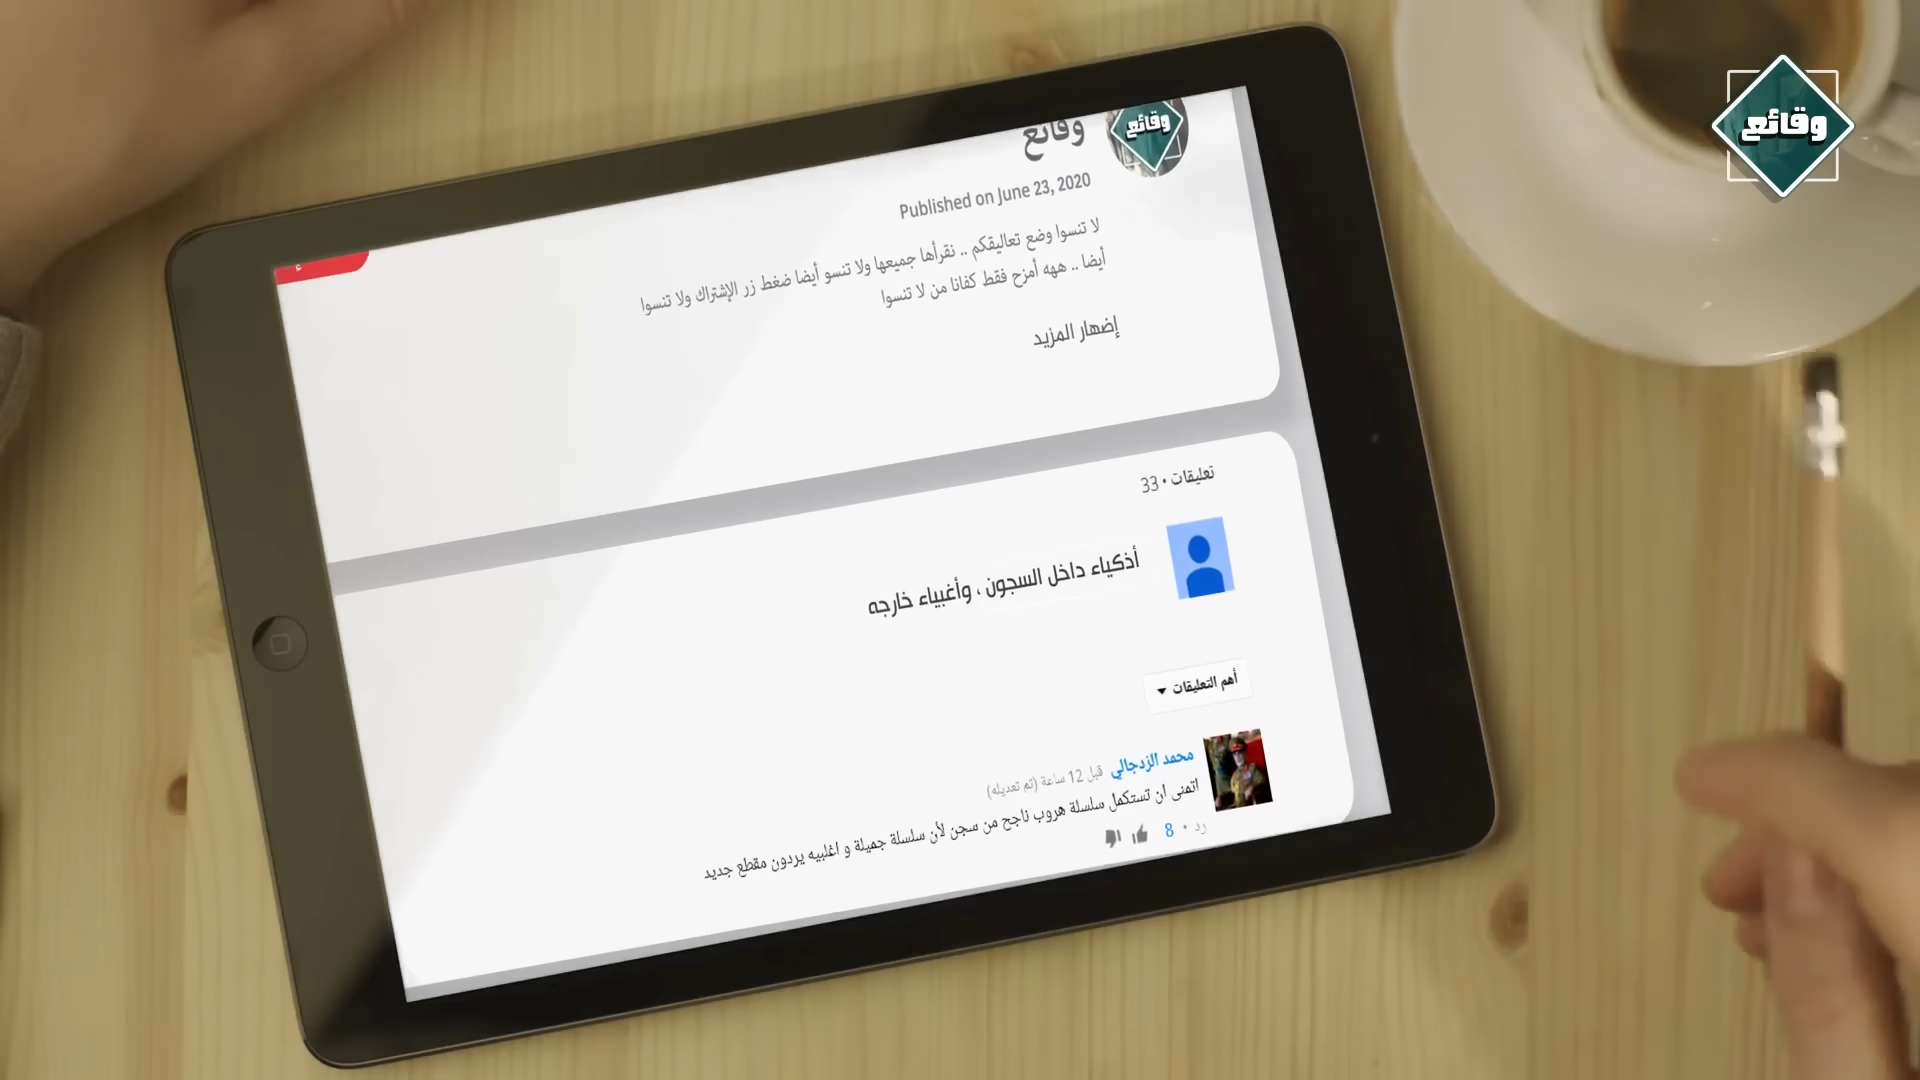 وقائع
وقائع
وقائع
Published on June 23, 2020
لا تنسوا وضع تعاليقكم .. نقرأها جميعها ولا تنسو أيضا ضغط زر الإشتراك ولا تنسوا
أيضا .. ههه أمزح فقط كفانا من لا تنسوا
إضهار المزيد
تعليقات • 33
أذكياء داخل السجون ، وأغبياء خارجه
أهم التعليقات
محمد الزدجالي قبل 12 ساعة (تم تعديله)
اتمنى ان تستكمل سلسلة هروب ناجح من سجن لأن سلسلة جميلة و اغلبيه يردون مقطع جديد
رد • 8